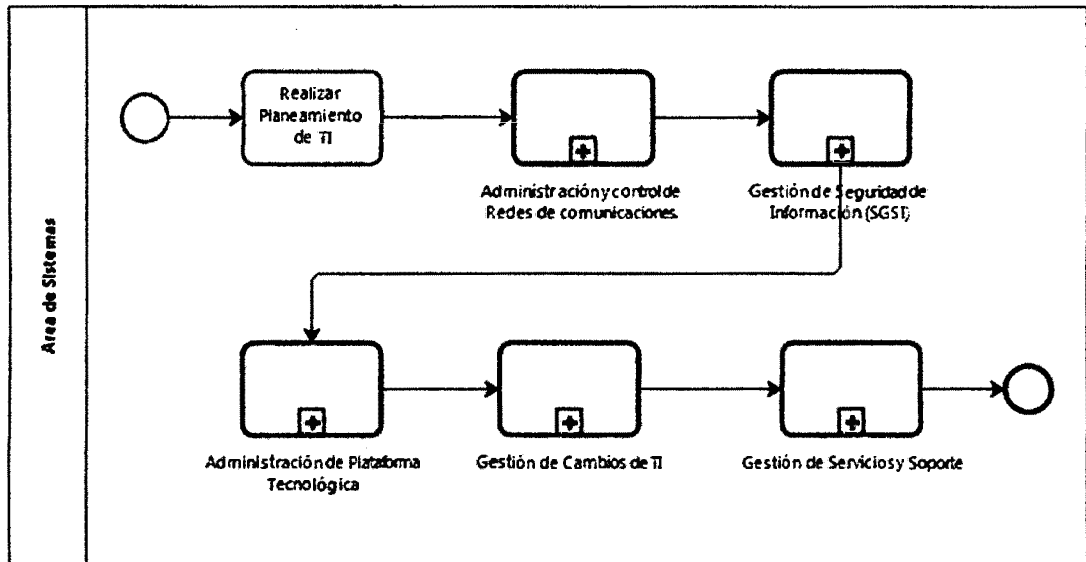 Area de Sistemas
Realizar
Planeamiento
de TI
Administración y control de
Redes de comunicaciones.
Gestión de Seguridad de
Información (SGSI)
Administración de Plataforma
Tecnológica
Gestión de Cambios de TI
Gestión de Servicios y Soporte